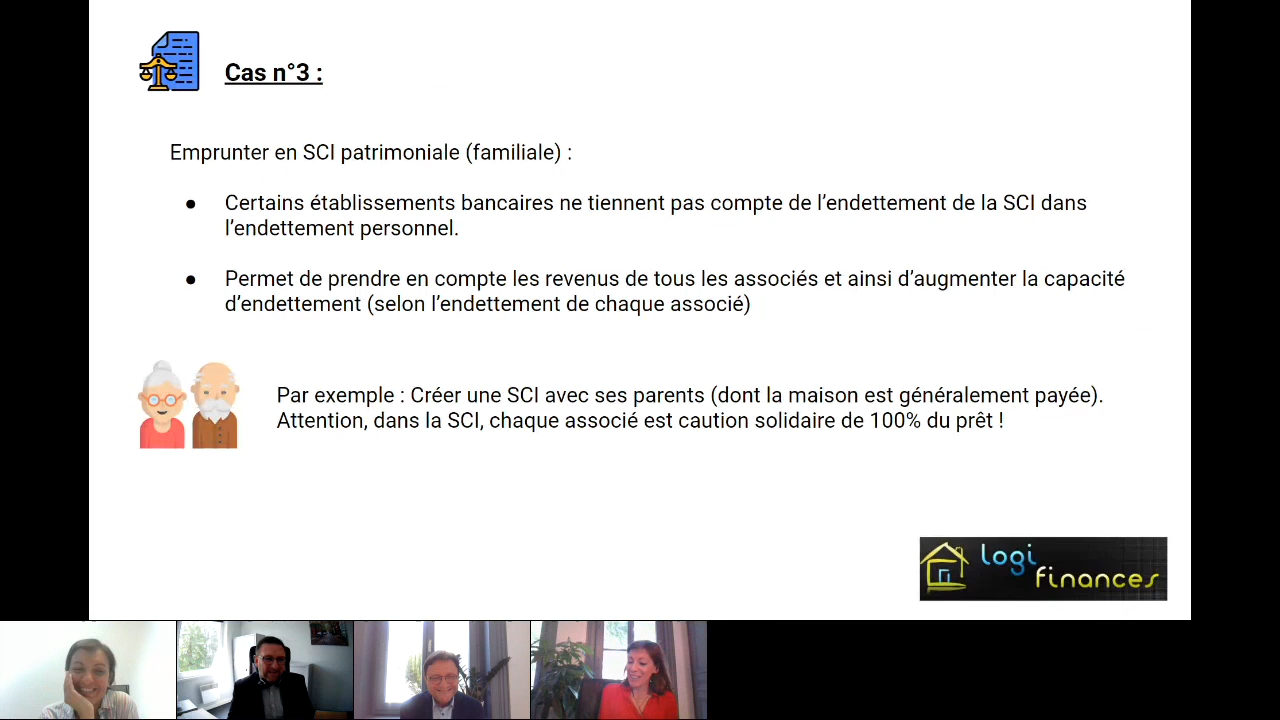 Cas n°3 :
Emprunter en SCI patrimoniale (familiale) :
● Certains établissements bancaires ne tiennent pas compte de l’endettement de la SCI dans
l’endettement personnel.
● Permet de prendre en compte les revenus de tous les associés et ainsi d’augmenter la capacité
d’endettement (selon l’endettement de chaque associé)
Par exemple : Créer une SCI avec ses parents (dont la maison est généralement payée).
Attention, dans la SCI, chaque associé est caution solidaire de 100% du prêt !
logi
finances